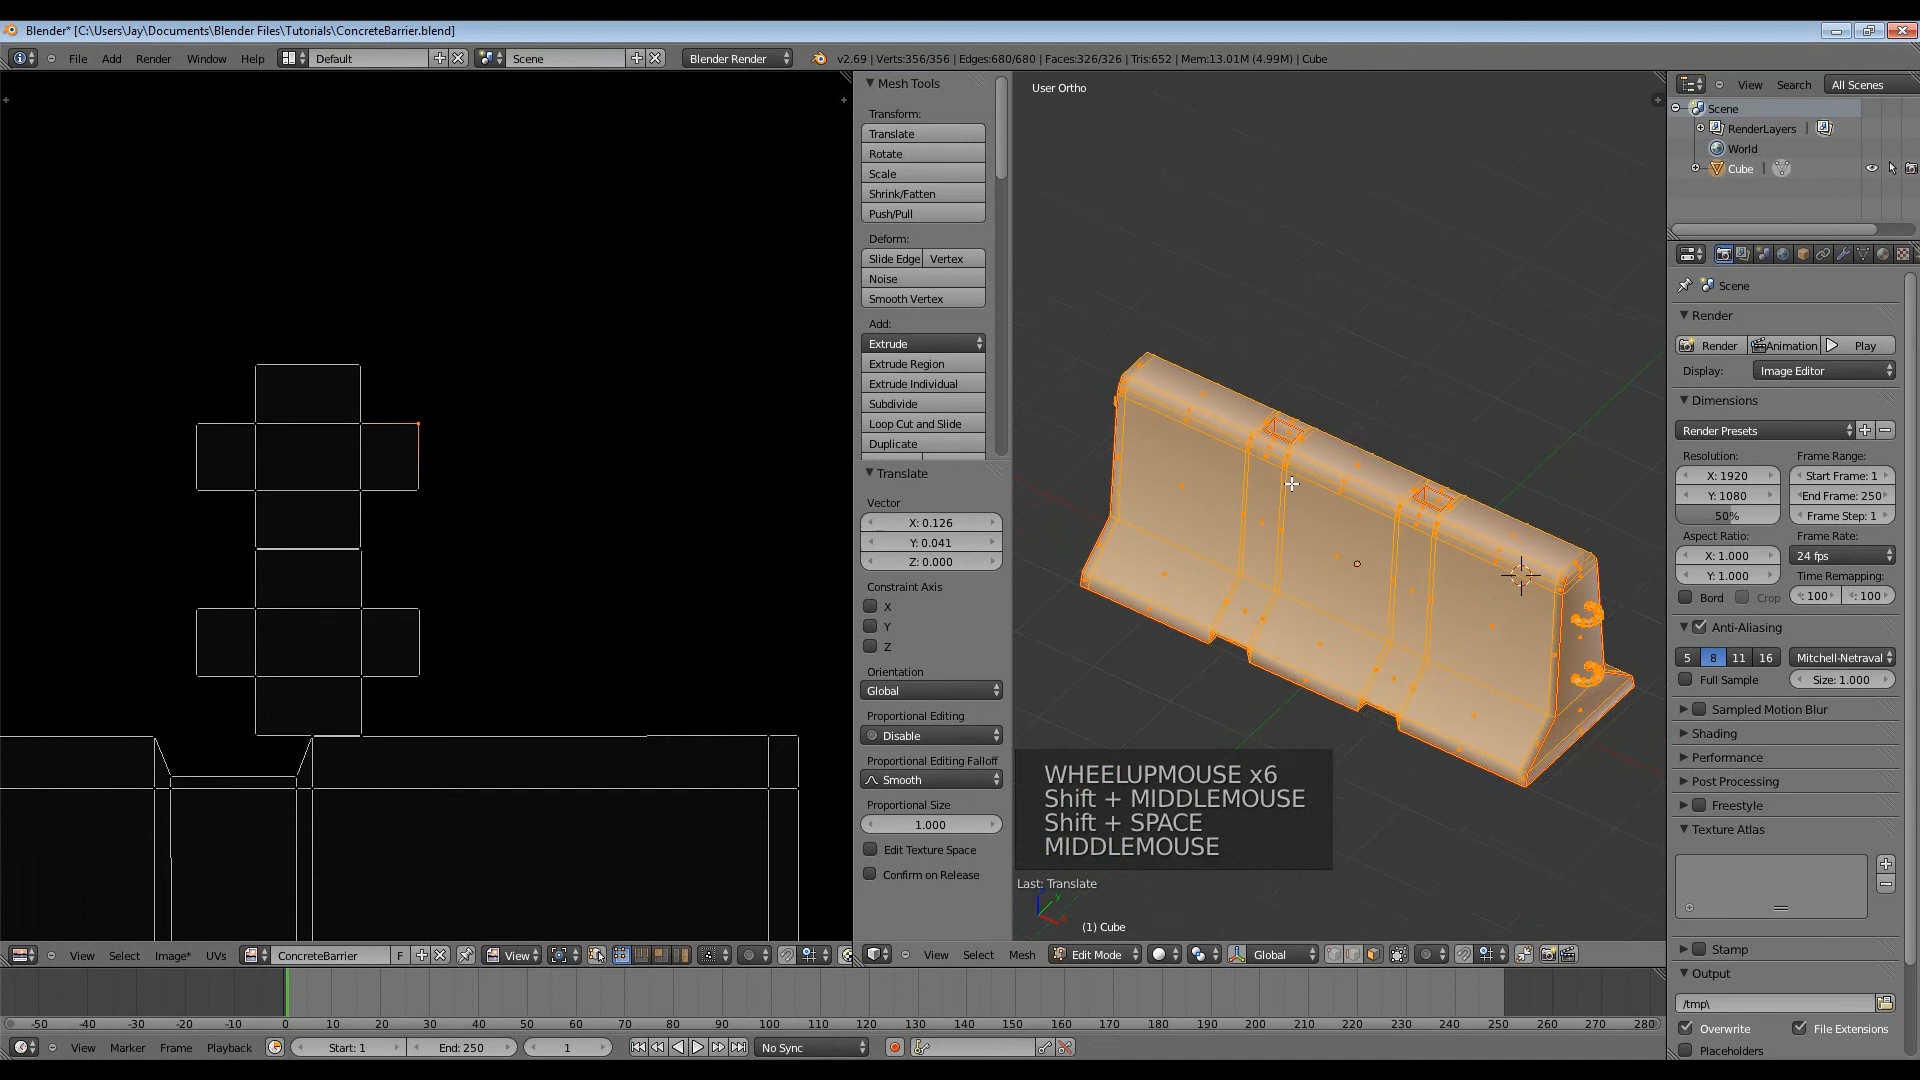 Blender* [C:\Users\Jay\Documents\Blender Files\Tutorials\ConcreteBarrier.blend]
File Add Render Window Help Default Scene Blender Render v2.69 | Verts:356/356 | Edges:680/680 | Faces:326/326 | Tris:652 | Mem:13.01M (4.99M) | Cube
Mesh Tools
Transform:
Translate
Rotate
Scale
Shrink/Fatten
Push/Pull
Deform:
Slide Edge Vertex
Noise
Smooth Vertex
Add:
Extrude
Extrude Region
Extrude Individual
Subdivide
Loop Cut and Slide
Duplicate
Translate
Vector
X: 0.126
Y: 0.041
Z: 0.000
Constraint Axis
X
Y
Z
Orientation
Global
Proportional Editing
Disable
Proportional Editing Falloff
Smooth
Proportional Size
1.000
Edit Texture Space
Confirm on Release
User Ortho
WHEELUPMOUSE x6
Shift + MIDDLEMOUSE
Shift + SPACE
MIDDLEMOUSE
Last: Translate
(1) Cube
View Search All Scenes
Scene
RenderLayers |
World
Cube |
Scene
Render
Render Animation Play
Display: Image Editor
Dimensions
Render Presets
Resolution: Frame Range:
X: 1920 Start Frame: 1
Y: 1080 End Frame: 250
50% Frame Step: 1
Aspect Ratio: Frame Rate:
X: 1.000 24 fps
Y: 1.000 Time Remapping:
Bord Crop : 100 : 100
Anti-Aliasing
5 8 11 16 Mitchell-Netraval
Full Sample Size: 1.000
Sampled Motion Blur
Shading
Performance
Post Processing
Freestyle
Texture Atlas
Stamp
Output
/tmp\
Overwrite File Extensions
Placeholders
View Select Image* UVs ConcreteBarrier F View
View Select Mesh Edit Mode Global
-50 -40 -30 -20 -10 0 10 20 30 40 50 60 70 80 90 100 110 120 130 140 150 160 170 180 190 200 210 220 230 240 250 260 270 280
View Marker Frame Playback Start: 1 End: 250 1 No Sync